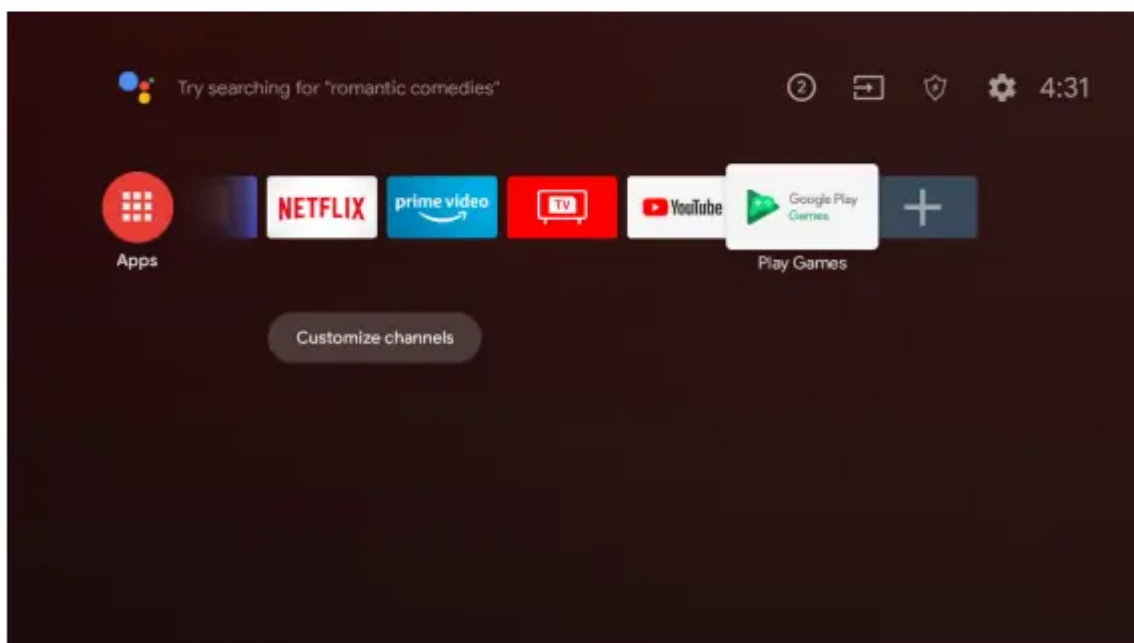 Try searching for "romantic comedies"
2
4:31
NETFLIX
prime video
TV
YouTube
Google Play
Games
Apps
Play Games
Customize channels